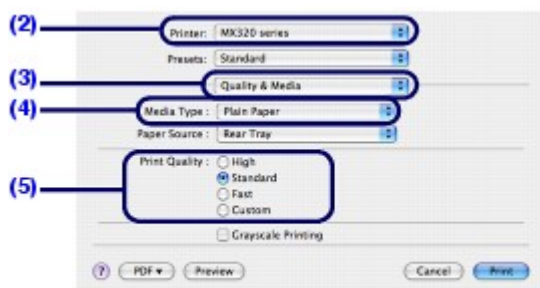 (2) Printer: MX320 series
Presets: Standard
(3) Quality & Media
(4) Media Type: Plain Paper
Paper Source: Rear Tray
(5) Print Quality: High
Standard
Fast
Custom
Grayscale Printing
? PDF ▾ Preview Cancel Print